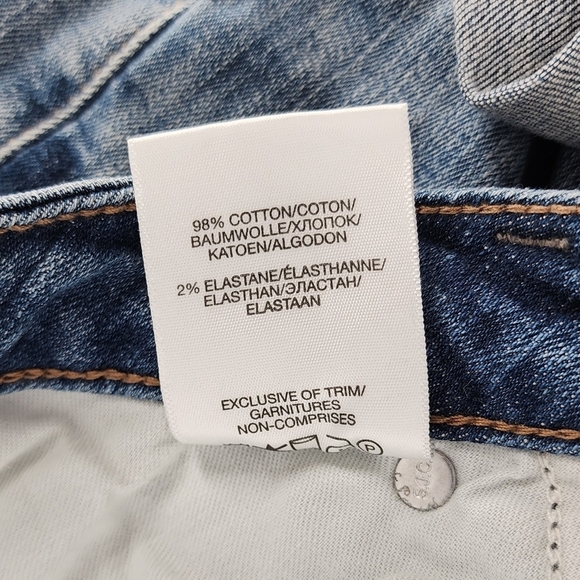 98% COTTON/COTON/
BAUMWOLLE/ХЛОПОК/
KATOEN/ALGODON
2% ELASTANE/ÉLASTHANNE/
ELASTHAN/ЭЛАСТАН/
ELASTAAN
EXCLUSIVE OF TRIM/
GARNITURES
NON-COMPRISES
P